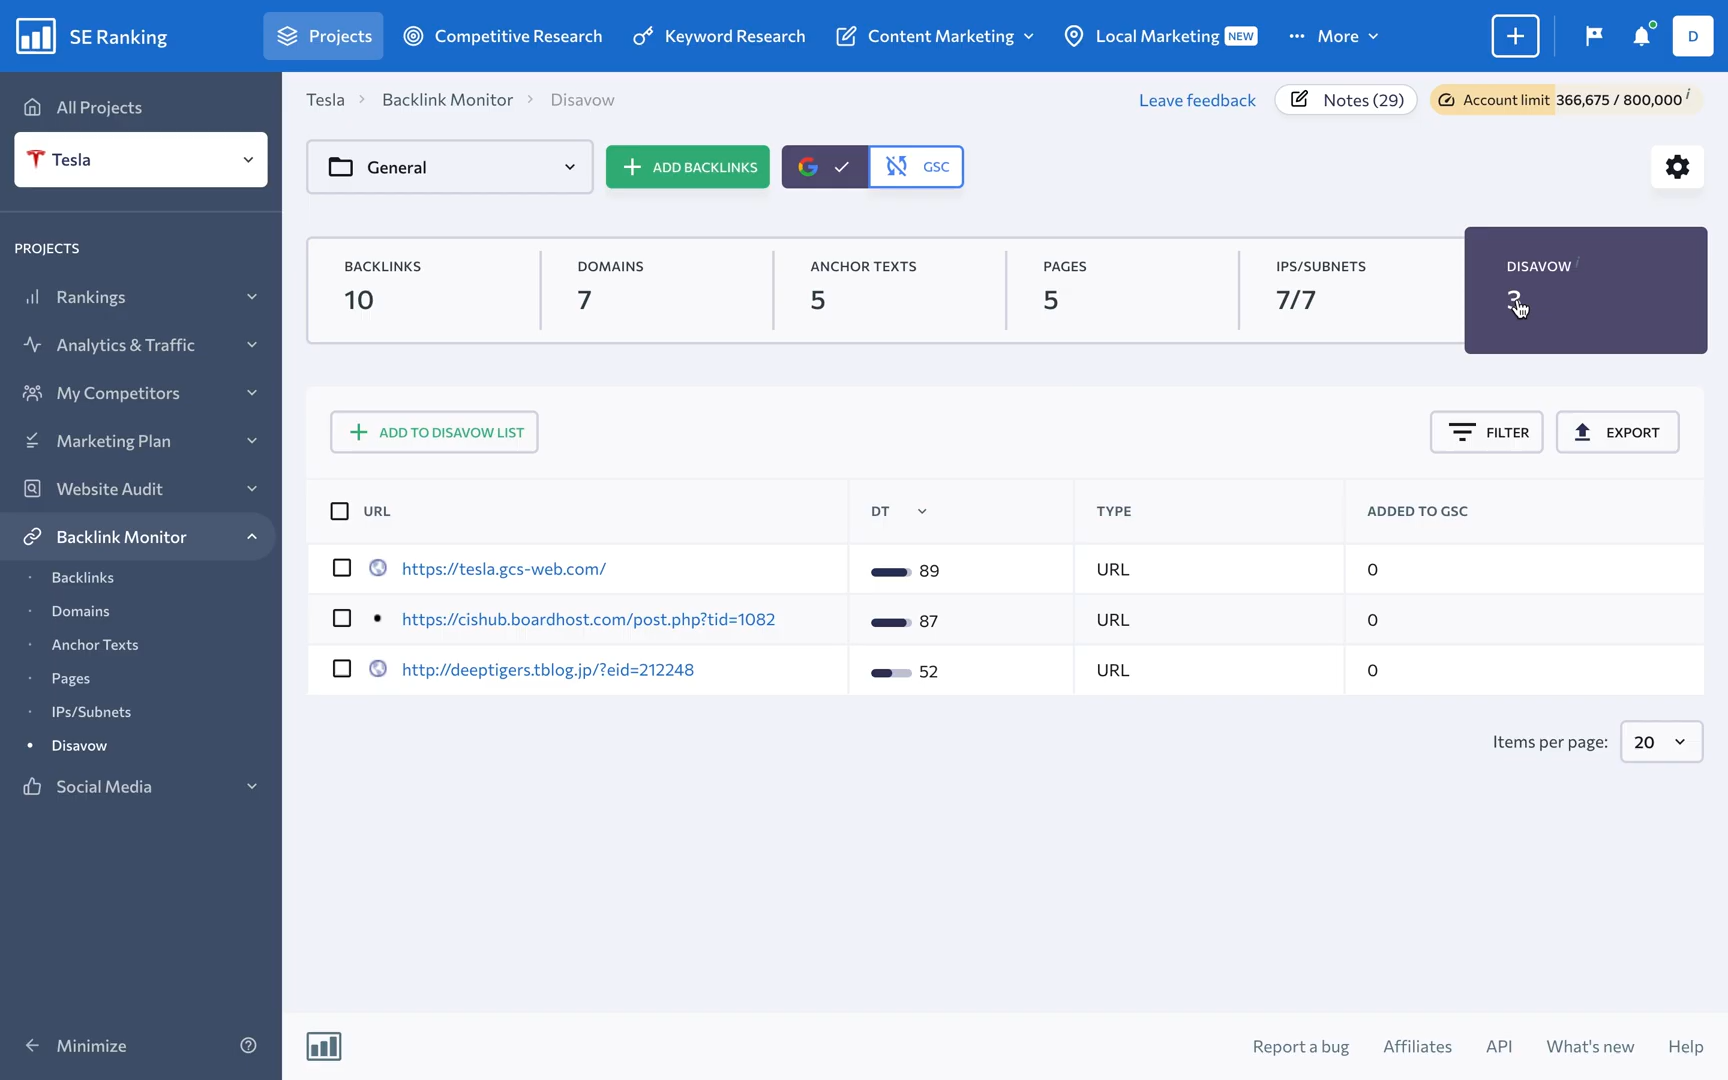 SE Ranking
Projects
Competitive Research
Keyword Research
Content Marketing
Local Marketing NEW
More
D
All Projects
Tesla
PROJECTS
Rankings
Analytics & Traffic
My Competitors
Marketing Plan
Website Audit
Backlink Monitor
Backlinks
Domains
Anchor Texts
Pages
IPs/Subnets
Disavow
Social Media
Minimize
Tesla > Backlink Monitor > Disavow
Leave feedback
Notes (29)
Account limit 366,675 / 800,000 i
General
ADD BACKLINKS
GSC
BACKLINKS
10
DOMAINS
7
ANCHOR TEXTS
5
PAGES
5
IPS/SUBNETS
7/7
DISAVOW i
3
ADD TO DISAVOW LIST
FILTER
EXPORT
URL DT TYPE ADDED TO GSC
https://tesla.gcs-web.com/ 89 URL 0
https://cishub.boardhost.com/post.php?tid=1082 87 URL 0
http://deeptigers.tblog.jp/?eid=212248 52 URL 0
Items per page: 20
Report a bug
Affiliates
API
What's new
Help